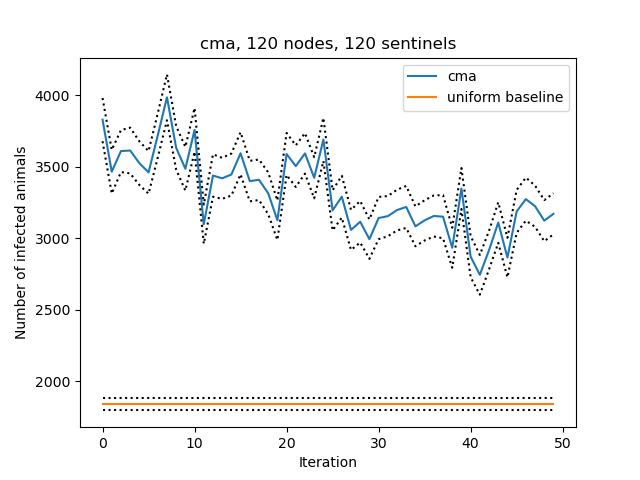 cma, 120 nodes, 120 sentinels
cma
uniform baseline
Number of infected animals
4000
3500
3000
2500
2000
0 10 20 30 40 50
Iteration